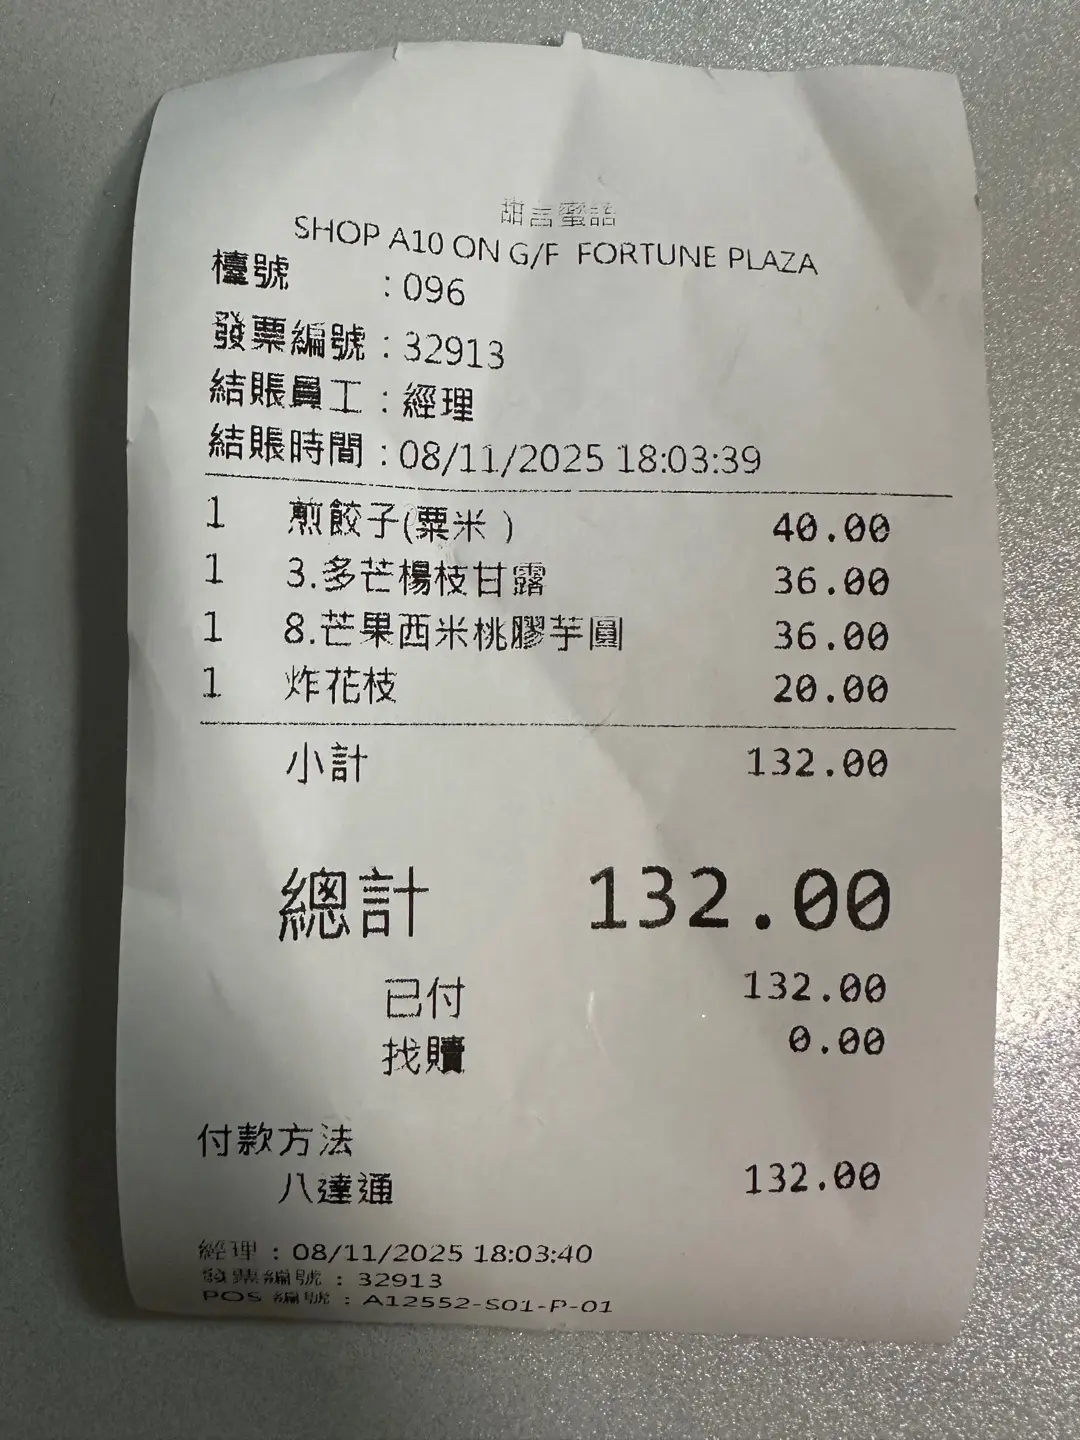 甜言蜜語
SHOP A10 ON G/F FORTUNE PLAZA
檯號 : 096
發票編號 : 32913
結賬員工 : 經理
結賬時間 : 08/11/2025 18:03:39
1 煎餃子(粟米 ) 40.00
1 3.多芒楊枝甘露 36.00
1 8.芒果西米桃膠芋圓 36.00
1 炸花枝 20.00
小計 132.00
總計 132.00
已付 132.00
找贖 0.00
付款方法
八達通 132.00
經理 : 08/11/2025 18:03:40
發票編號 : 32913
POS 編號 : A12552-S01-P-01